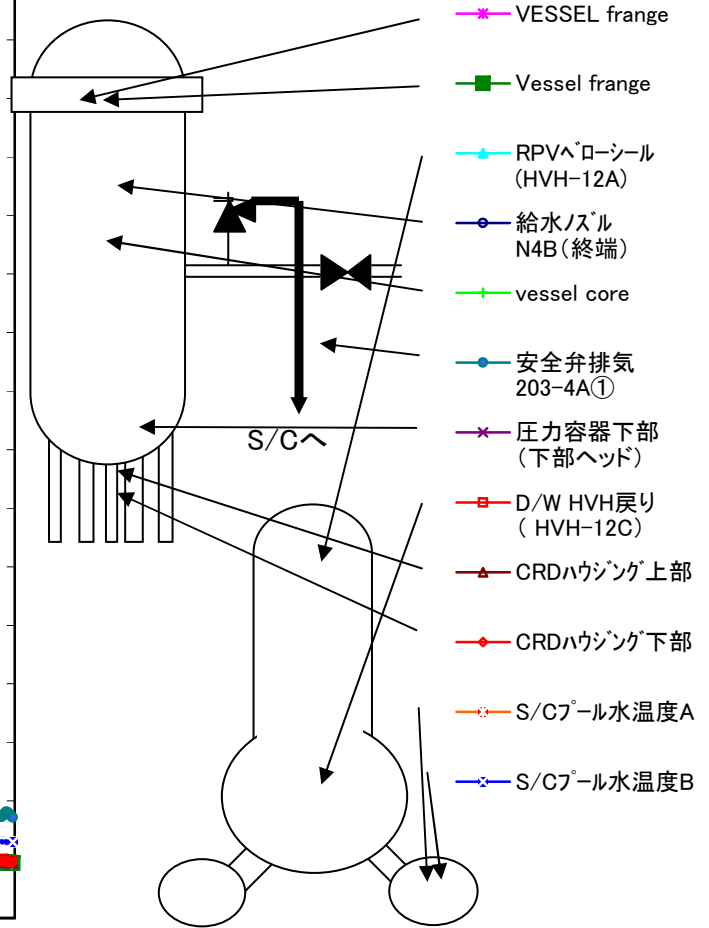 VESSEL frange
Vessel frange
RPVベローシール
(HVH-12A)
給水ノズル
N4B(終端)
vessel core
安全弁排気
203-4A①
圧力容器下部
(下部ヘッド)
D/W HVH戻り
( HVH-12C)
CRDハウジング上部
CRDハウジング下部
S/Cプール水温度A
S/Cプール水温度B
S/Cへ